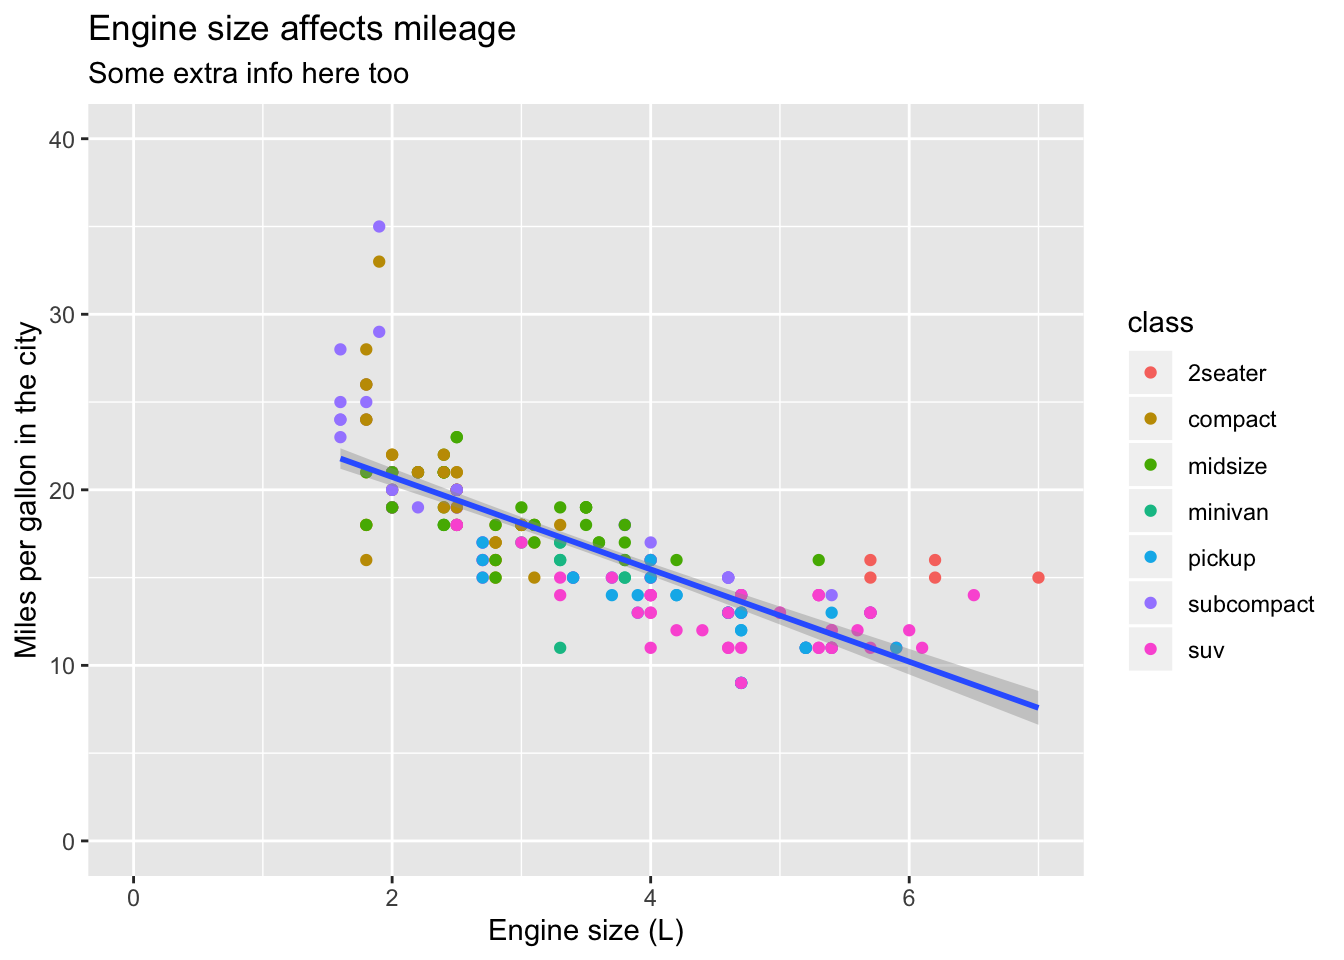 Engine size affects mileage
Some extra info here too
Miles per gallon in the city
40
30
20
10
0
0 2 4 6
Engine size (L)
class
2seater
compact
midsize
minivan
pickup
subcompact
suv